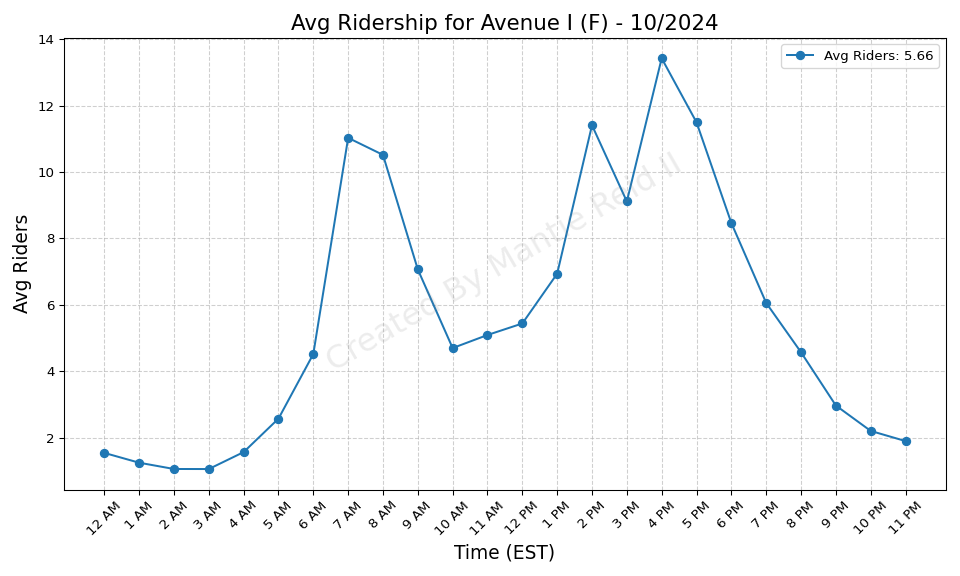 Avg Ridership for Avenue I (F) - 10/2024
Avg Riders: 5.66
14
12
10
8
6
4
2
Avg Riders
Created By Mantle Reid II
12 AM 1 AM 2 AM 3 AM 4 AM 5 AM 6 AM 7 AM 8 AM 9 AM 10 AM 11 AM 12 PM 1 PM 2 PM 3 PM 4 PM 5 PM 6 PM 7 PM 8 PM 9 PM 10 PM 11 PM
Time (EST)